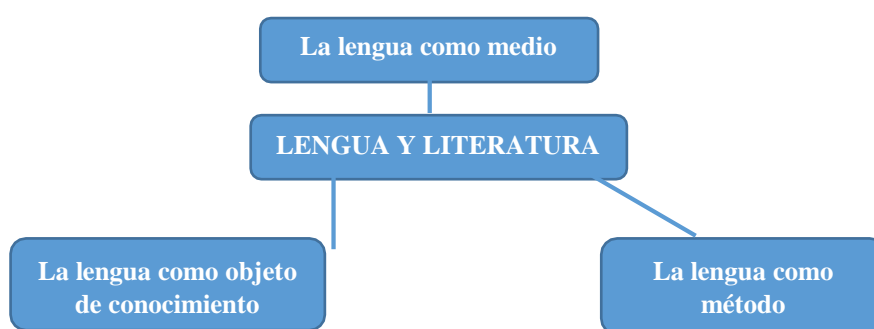 La lengua como medio
LENGUA Y LITERATURA
La lengua como objeto
de conocimiento
La lengua como
método